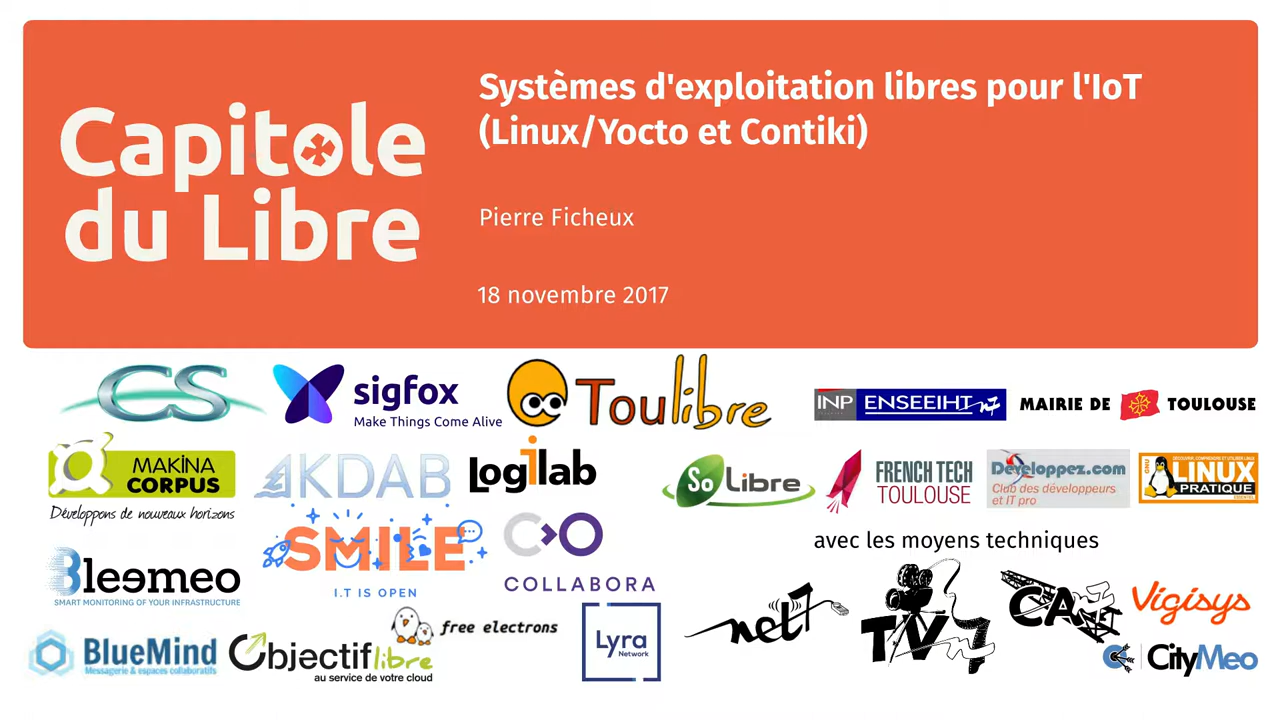 Capitole
du Libre
Systèmes d'exploitation libres pour l'IoT
(Linux/Yocto et Contiki)
Pierre Ficheux
18 novembre 2017
CS
sigfox
Make Things Come Alive
Toulibre
INP ENSEEIHT n7
MAIRIE DE TOULOUSE
MAKINA
CORPUS
Développons de nouveaux horizons
KDAB
Logilab
SoLibre
FRENCH TECH
TOULOUSE
Developpez.com
Club des développeurs
et IT pro
LINUX
PRATIQUE
SMILE
I.T IS OPEN
COLLABORA
avec les moyens techniques
Bleemeo
SMART MONITORING OF YOUR INFRASTRUCTURE
net7
TV7
CA
Vigisys
BlueMind
Messagerie & espaces collaboratifs
Objectif libre
au service de votre cloud
free electrons
Lyra
Network
CityMeo